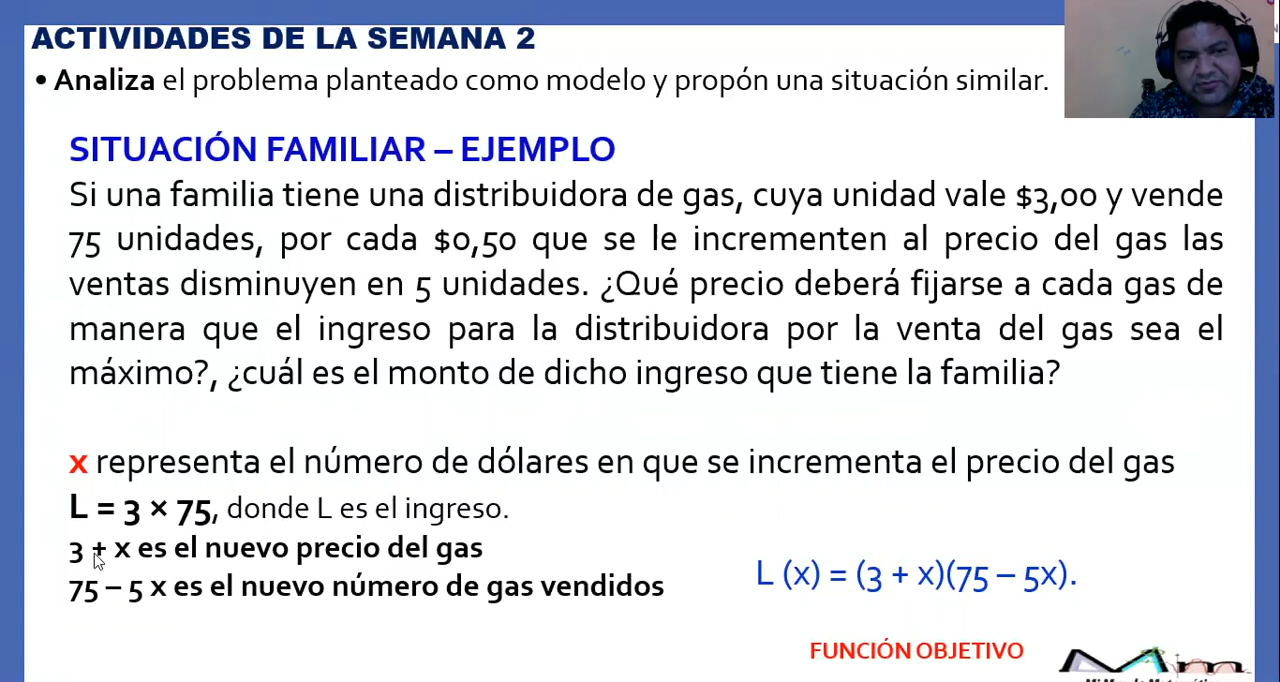 ACTIVIDADES DE LA SEMANA 2
• Analiza el problema planteado como modelo y propón una situación similar.
SITUACIÓN FAMILIAR – EJEMPLO
Si una familia tiene una distribuidora de gas, cuya unidad vale $3,00 y vende
75 unidades, por cada $0,50 que se le incrementen al precio del gas las
ventas disminuyen en 5 unidades. ¿Qué precio deberá fijarse a cada gas de
manera que el ingreso para la distribuidora por la venta del gas sea el
máximo?, ¿cuál es el monto de dicho ingreso que tiene la familia?
x representa el número de dólares en que se incrementa el precio del gas
L = 3 × 75, donde L es el ingreso.
3 + x es el nuevo precio del gas
75 – 5 x es el nuevo número de gas vendidos
L (x) = (3 + x)(75 – 5x).
FUNCIÓN OBJETIVO